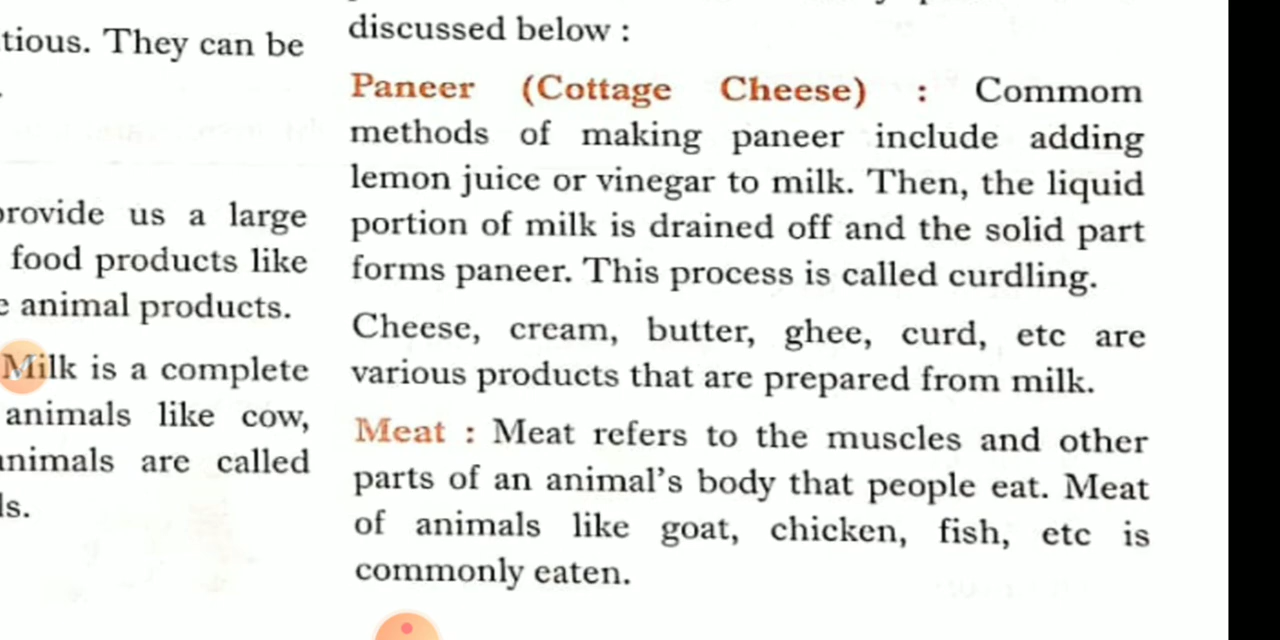 tious. They can be
provide us a large
food products like
animal products.
Milk is a complete
animals like cow,
animals are called
ls.
discussed below :
Paneer (Cottage Cheese) : Commom
methods of making paneer include adding
lemon juice or vinegar to milk. Then, the liquid
portion of milk is drained off and the solid part
forms paneer. This process is called curdling.
Cheese, cream, butter, ghee, curd, etc are
various products that are prepared from milk.
Meat : Meat refers to the muscles and other
parts of an animal's body that people eat. Meat
of animals like goat, chicken, fish, etc is
commonly eaten.